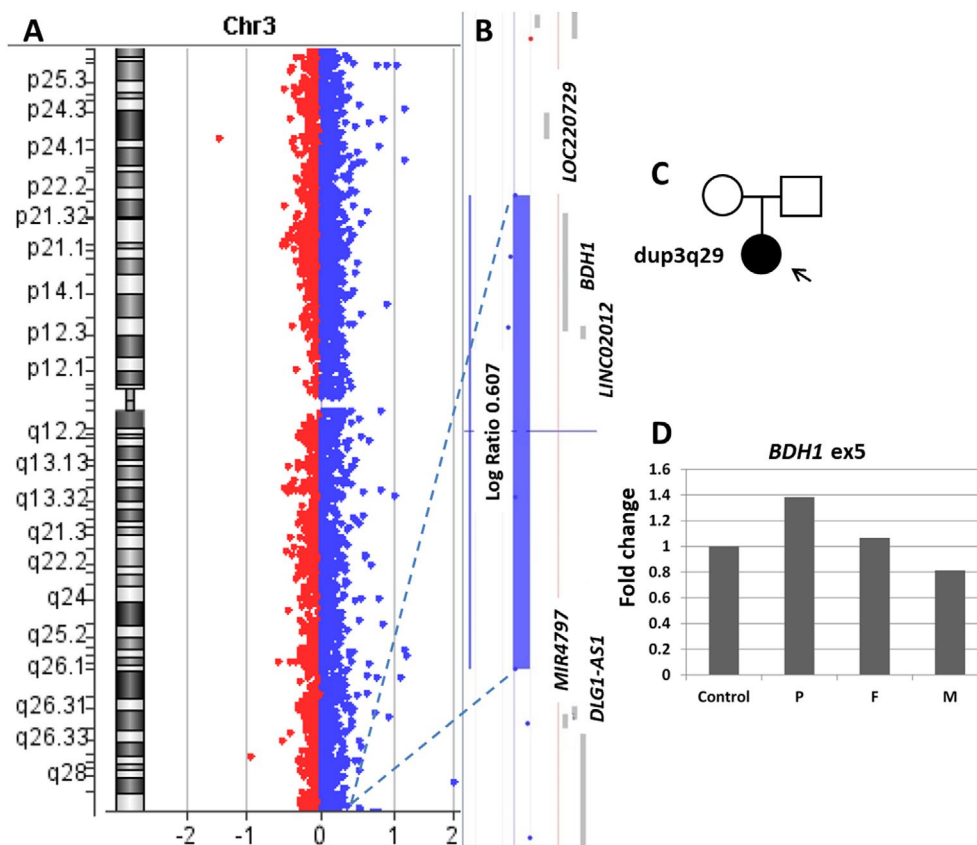 A
Chr3
p25.3
p24.3
p24.1
p22.2
p21.32
p21.1
p14.1
p12.3
p12.1
q12.2
q13.13
q13.32
q21.3
q22.2
q24
q25.2
q26.1
q26.31
q26.33
q28
-2 -1 0 1 2
B
LOC220729
BDH1
LINC02012
Log Ratio 0.607
MIR4797
DLG1-AS1
C
dup3q29
D
BDH1 ex5
Fold change
1.6
1.4
1.2
1
0.8
0.6
0.4
0.2
0
Control P F M